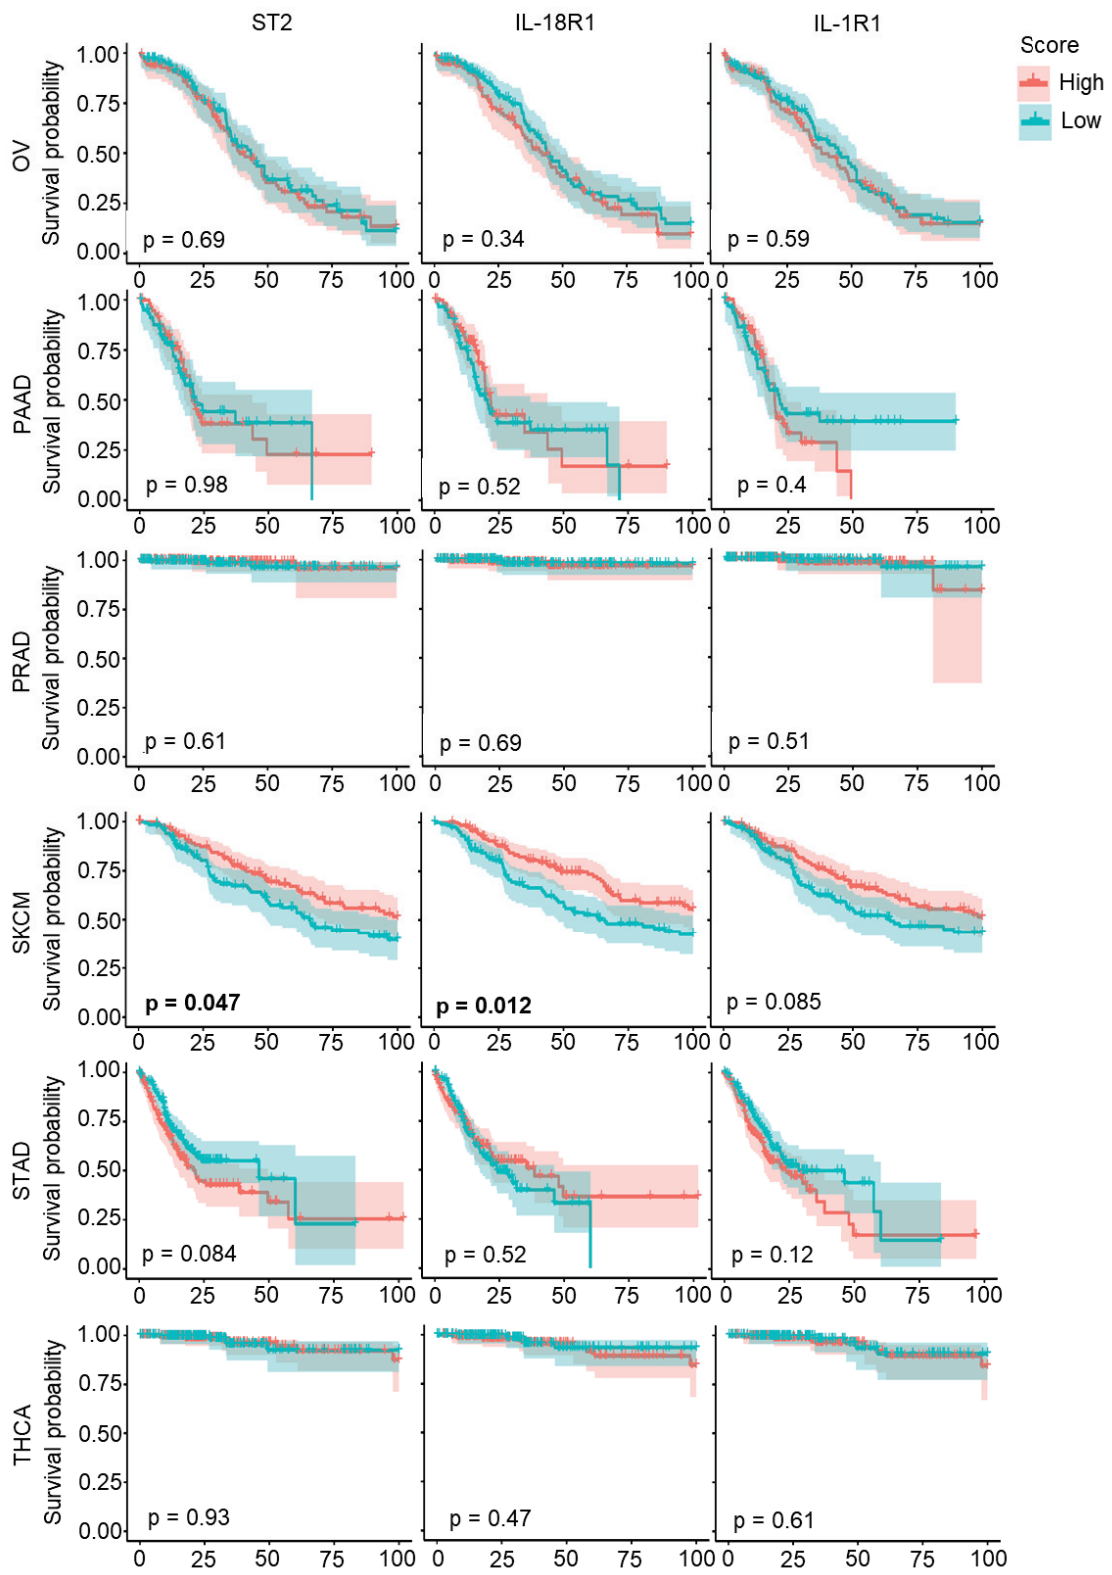 ST2 IL-18R1 IL-1R1
Score
High
Low
OV
Survival probability
1.00
0.75
0.50
0.25
0.00
p = 0.69
p = 0.34
p = 0.59
0 25 50 75 100 0 25 50 75 100 0 25 50 75 100
PAAD
Survival probability
1.00
0.75
0.50
0.25
0.00
p = 0.98
p = 0.52
p = 0.4
0 25 50 75 100 0 25 50 75 100 0 25 50 75 100
PRAD
Survival probability
1.00
0.75
0.50
0.25
0.00
p = 0.61
p = 0.69
p = 0.51
0 25 50 75 100 0 25 50 75 100 0 25 50 75 100
SKCM
Survival probability
1.00
0.75
0.50
0.25
0.00
p = 0.047
p = 0.012
p = 0.085
0 25 50 75 100 0 25 50 75 100 0 25 50 75 100
STAD
Survival probability
1.00
0.75
0.50
0.25
0.00
p = 0.084
p = 0.52
p = 0.12
0 25 50 75 100 0 25 50 75 100 0 25 50 75 100
THCA
Survival probability
1.00
0.75
0.50
0.25
0.00
p = 0.93
p = 0.47
p = 0.61
0 25 50 75 100 0 25 50 75 100 0 25 50 75 100